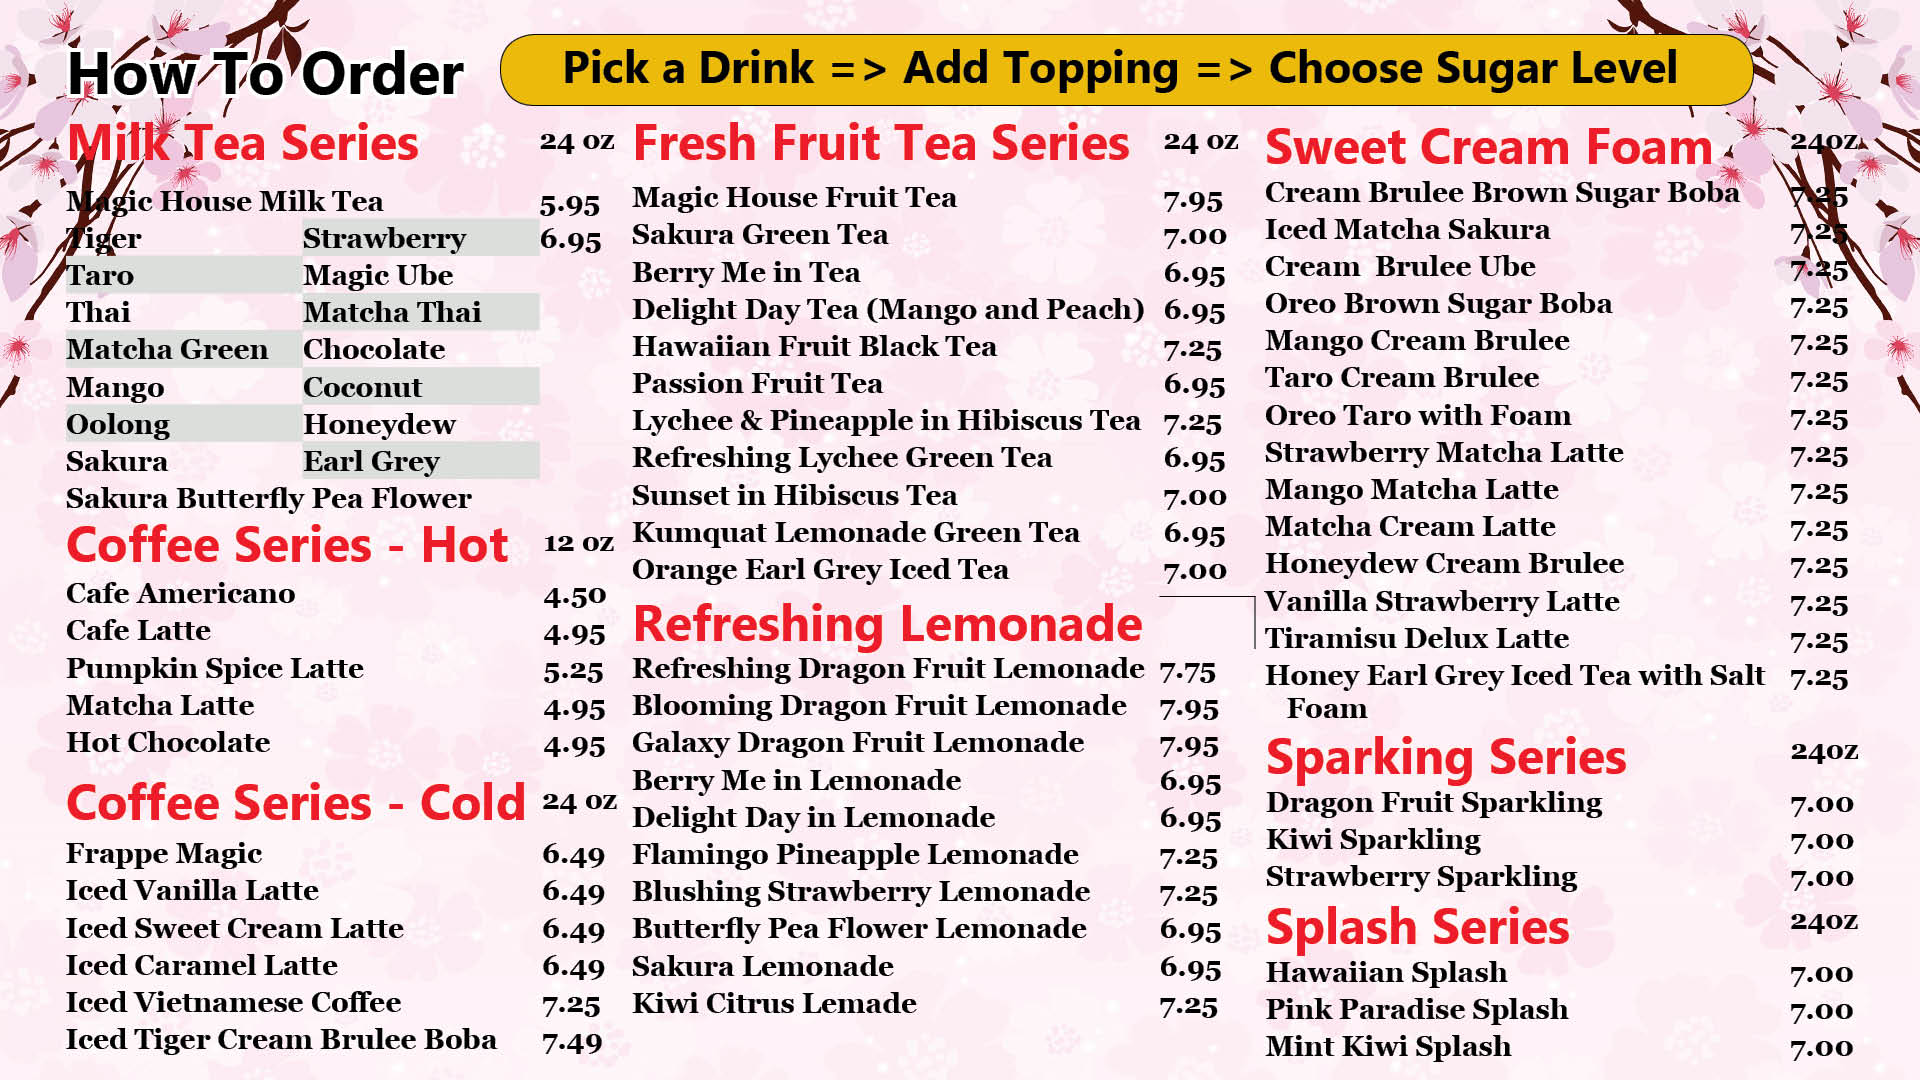 How To Order
Pick a Drink => Add Topping => Choose Sugar Level
Milk Tea Series 24 oz
Magic House Milk Tea 5.95
Tiger Strawberry 6.95
Taro Magic Ube
Thai Matcha Thai
Matcha Green Chocolate
Mango Coconut
Oolong Honeydew
Sakura Earl Grey
Sakura Butterfly Pea Flower
Coffee Series - Hot 12 oz
Cafe Americano 4.50
Cafe Latte 4.95
Pumpkin Spice Latte 5.25
Matcha Latte 4.95
Hot Chocolate 4.95
Coffee Series - Cold 24 oz
Frappe Magic 6.49
Iced Vanilla Latte 6.49
Iced Sweet Cream Latte 6.49
Iced Caramel Latte 6.49
Iced Vietnamese Coffee 7.25
Iced Tiger Cream Brulee Boba 7.49
Fresh Fruit Tea Series 24 oz
Magic House Fruit Tea 7.95
Sakura Green Tea 7.00
Berry Me in Tea 6.95
Delight Day Tea (Mango and Peach) 6.95
Hawaiian Fruit Black Tea 7.25
Passion Fruit Tea 6.95
Lychee & Pineapple in Hibiscus Tea 7.25
Refreshing Lychee Green Tea 6.95
Sunset in Hibiscus Tea 7.00
Kumquat Lemonade Green Tea 6.95
Orange Earl Grey Iced Tea 7.00
Refreshing Lemonade
Refreshing Dragon Fruit Lemonade 7.75
Blooming Dragon Fruit Lemonade 7.95
Galaxy Dragon Fruit Lemonade 7.95
Berry Me in Lemonade 6.95
Delight Day in Lemonade 6.95
Flamingo Pineapple Lemonade 7.25
Blushing Strawberry Lemonade 7.25
Butterfly Pea Flower Lemonade 6.95
Sakura Lemonade 6.95
Kiwi Citrus Lemade 7.25
Sweet Cream Foam 24oz
Cream Brulee Brown Sugar Boba 7.25
Iced Matcha Sakura 7.25
Cream Brulee Ube 7.25
Oreo Brown Sugar Boba 7.25
Mango Cream Brulee 7.25
Taro Cream Brulee 7.25
Oreo Taro with Foam 7.25
Strawberry Matcha Latte 7.25
Mango Matcha Latte 7.25
Matcha Cream Latte 7.25
Honeydew Cream Brulee 7.25
Vanilla Strawberry Latte 7.25
Tiramisu Delux Latte 7.25
Honey Earl Grey Iced Tea with Salt 7.25
Foam
Sparking Series 24oz
Dragon Fruit Sparkling 7.00
Kiwi Sparkling 7.00
Strawberry Sparkling 7.00
Splash Series 24oz
Hawaiian Splash 7.00
Pink Paradise Splash 7.00
Mint Kiwi Splash 7.00